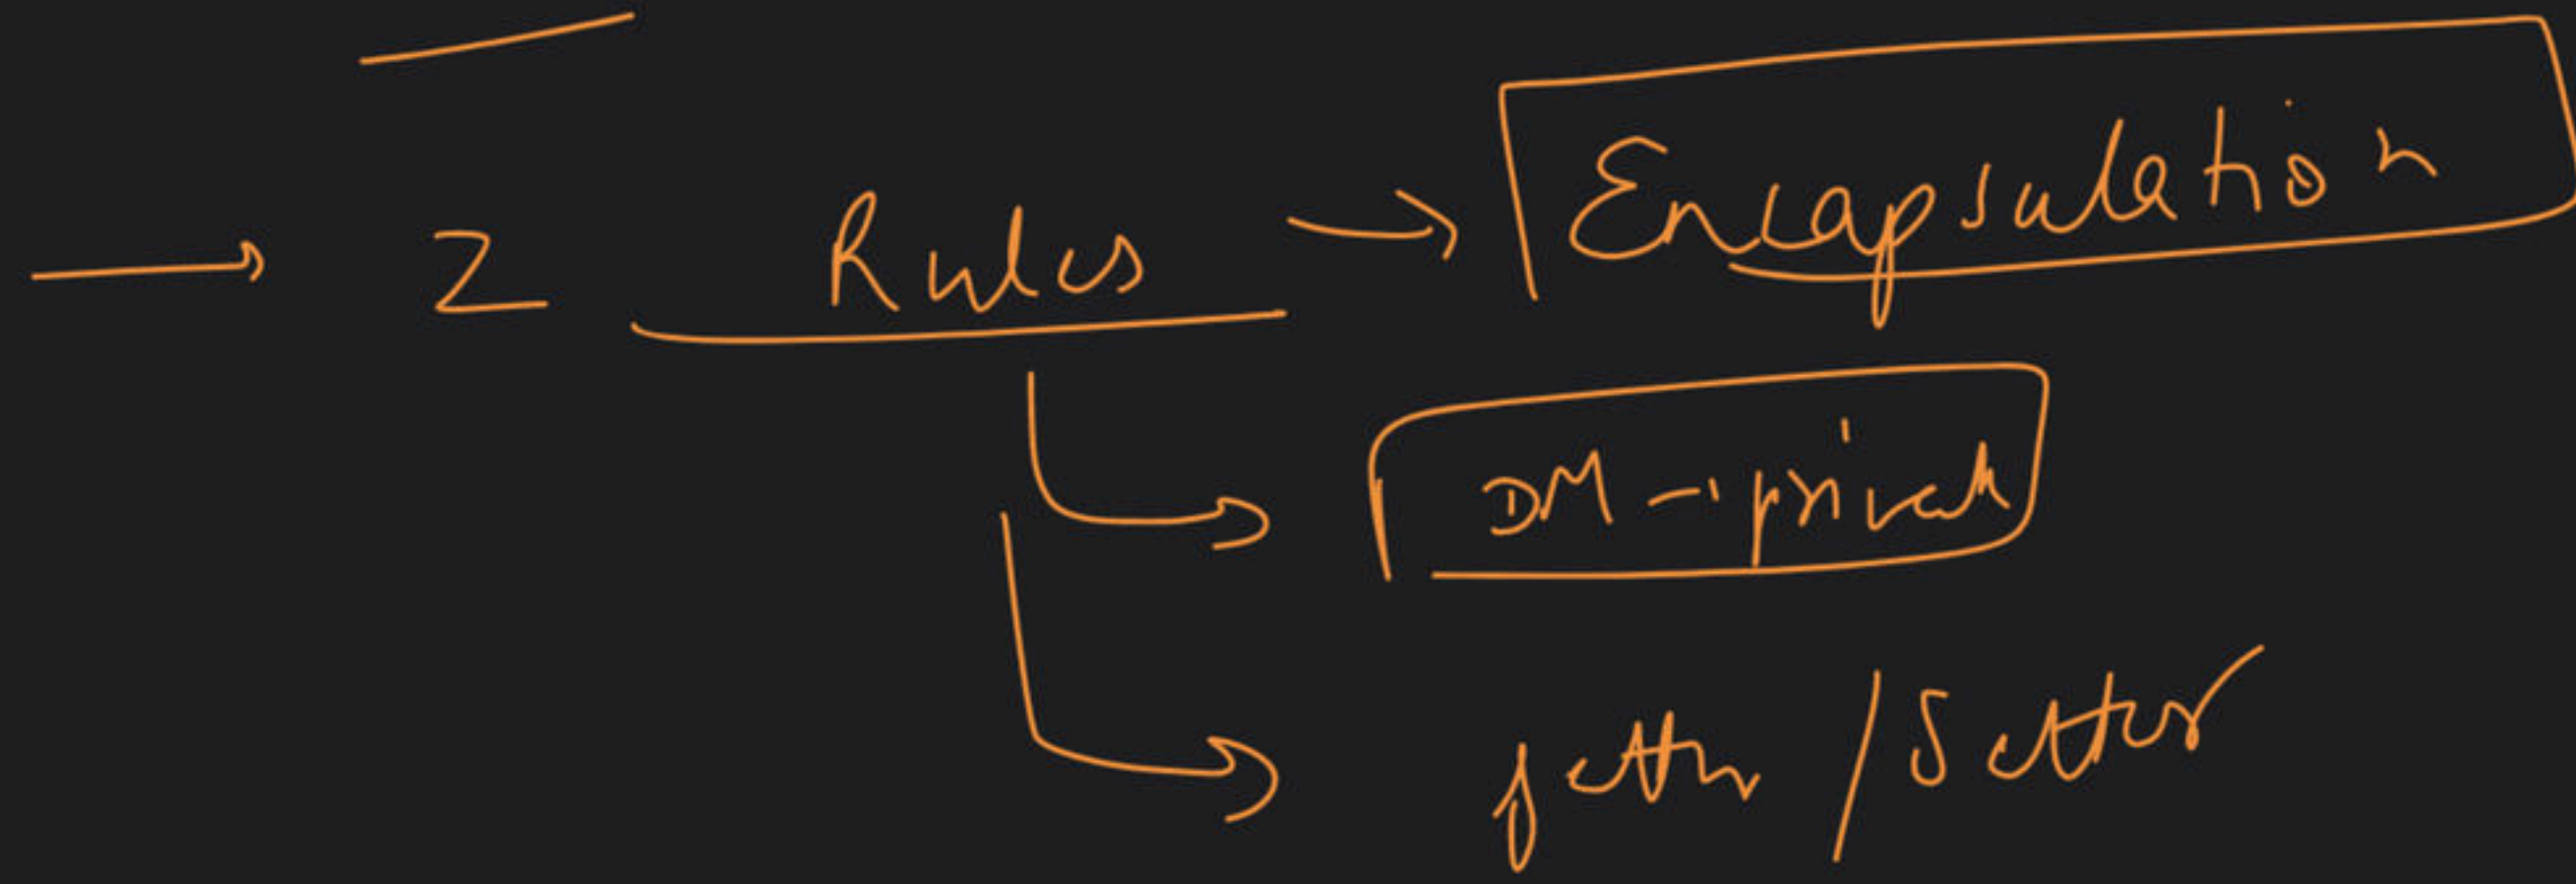 → 2 Rules → Encapsulation
DM - private
getter / Setter